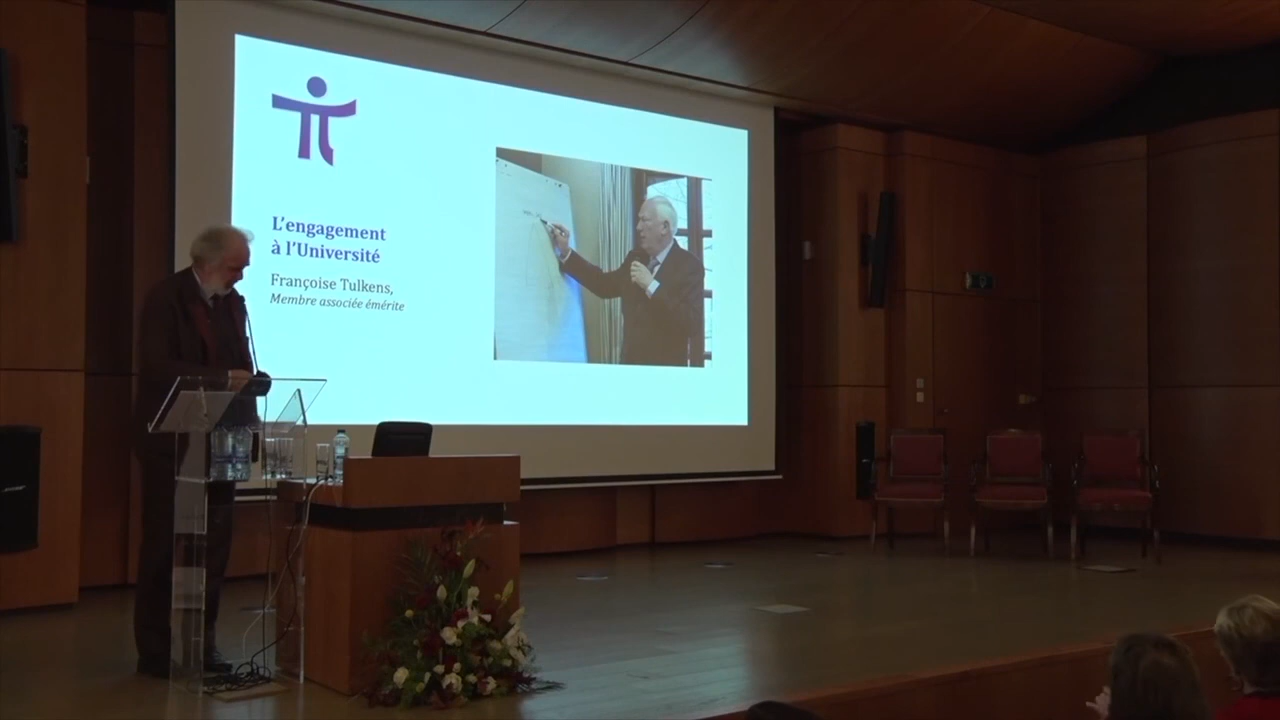 L'engagement
à l'Université
Françoise Tulkens,
Membre associée émérite